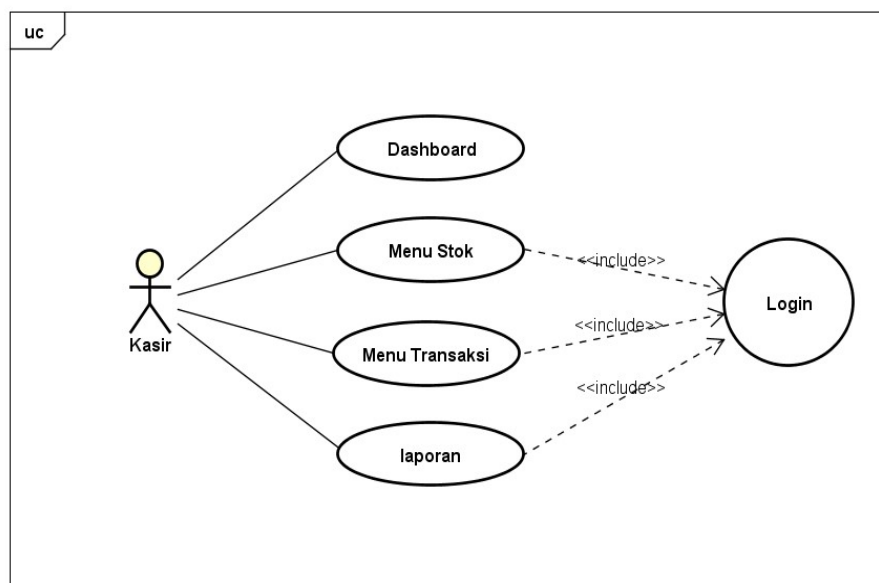 uc
Dashboard
Menu Stok
<<include>>
Login
<<include>>
Kasir
Menu Transaksi
<<include>>
laporan